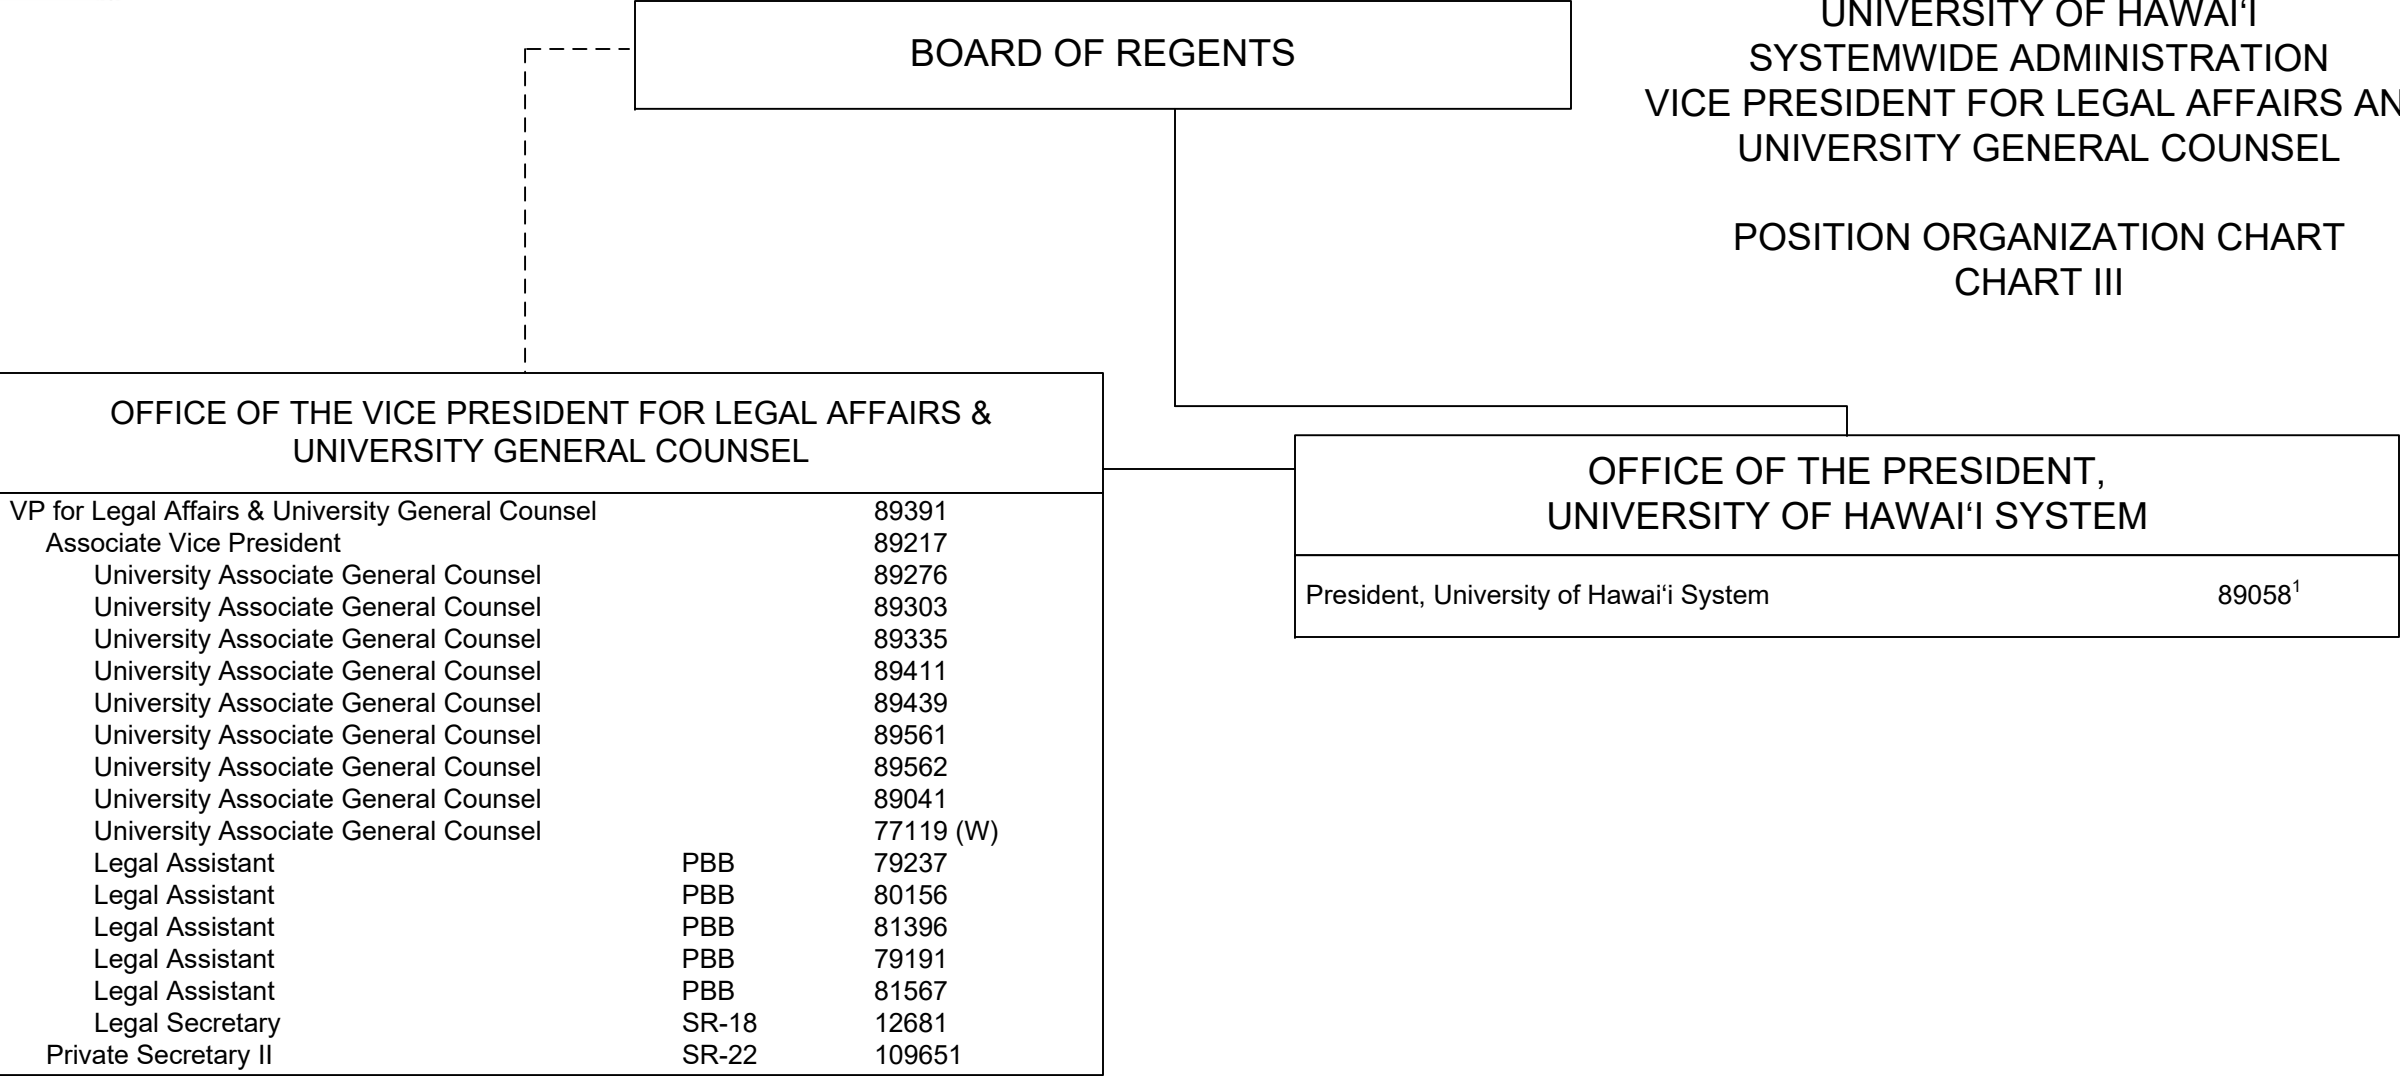 BOARD OF REGENTS
UNIVERSITY OF HAWAIʻI
SYSTEMWIDE ADMINISTRATION
VICE PRESIDENT FOR LEGAL AFFAIRS AN
UNIVERSITY GENERAL COUNSEL
POSITION ORGANIZATION CHART
CHART III
OFFICE OF THE VICE PRESIDENT FOR LEGAL AFFAIRS &
UNIVERSITY GENERAL COUNSEL
VP for Legal Affairs & University General Counsel 89391
Associate Vice President 89217
University Associate General Counsel 89276
University Associate General Counsel 89303
University Associate General Counsel 89335
University Associate General Counsel 89411
University Associate General Counsel 89439
University Associate General Counsel 89561
University Associate General Counsel 89562
University Associate General Counsel 89041
University Associate General Counsel 77119 (W)
Legal Assistant PBB 79237
Legal Assistant PBB 80156
Legal Assistant PBB 81396
Legal Assistant PBB 79191
Legal Assistant PBB 81567
Legal Secretary SR-18 12681
Private Secretary II SR-22 109651
OFFICE OF THE PRESIDENT,
UNIVERSITY OF HAWAIʻI SYSTEM
President, University of Hawaiʻi System 89058¹